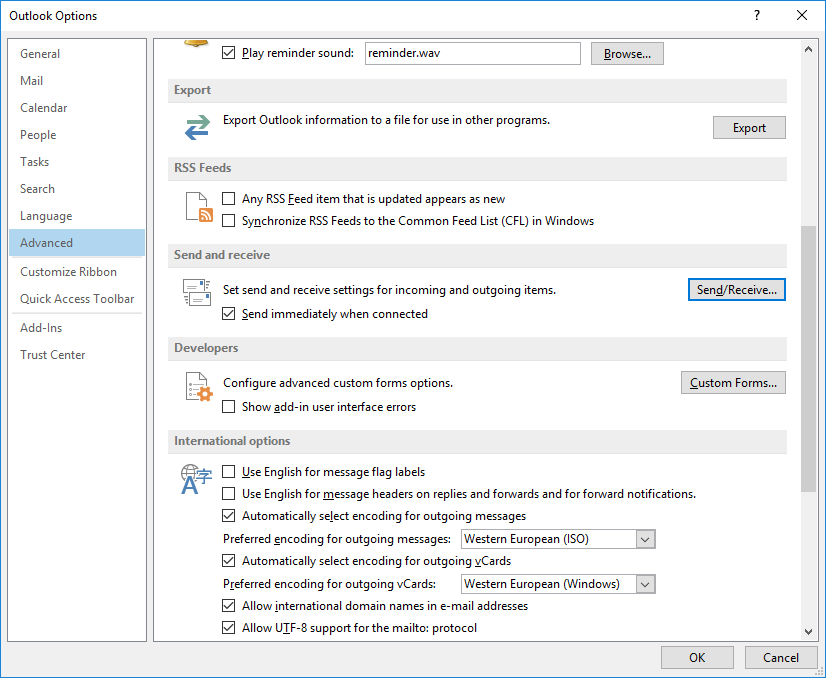 Outlook Options
?
General
Mail
Calendar
People
Tasks
Search
Language
Advanced
Customize Ribbon
Quick Access Toolbar
Add-Ins
Trust Center
Play reminder sound: reminder.wav Browse...
Export
Export Outlook information to a file for use in other programs.
Export
RSS Feeds
Any RSS Feed item that is updated appears as new
Synchronize RSS Feeds to the Common Feed List (CFL) in Windows
Send and receive
Set send and receive settings for incoming and outgoing items. Send/Receive...
Send immediately when connected
Developers
Configure advanced custom forms options. Custom Forms...
Show add-in user interface errors
International options
A字
Use English for message flag labels
Use English for message headers on replies and forwards and for forward notifications.
Automatically select encoding for outgoing messages
Preferred encoding for outgoing messages: Western European (ISO)
Automatically select encoding for outgoing vCards
Preferred encoding for outgoing vCards: Western European (Windows)
Allow international domain names in e-mail addresses
Allow UTF-8 support for the mailto: protocol
OK Cancel